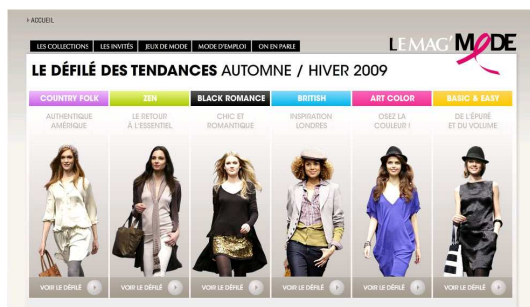 ACCUEIL
LES COLLECTIONS LES INVITÉS JEUX DE MODE MODE D'EMPLOI ON EN PARLE
LE MAG' MODE
LE DÉFILÉ DES TENDANCES AUTOMNE / HIVER 2009
COUNTRY FOLK ZEN BLACK ROMANCE BRITISH ART COLOR BASIC & EASY
AUTHENTIQUE LE RETOUR CHIC ET INSPIRATION OSEZ LA DE L'ÉPURÉ
AMÉRIQUE À L'ESSENTIEL ROMANTIQUE LONDRES COULEUR ! ET DU VOLUME
VOIR LE DÉFILÉ VOIR LE DÉFILÉ VOIR LE DÉFILÉ VOIR LE DÉFILÉ VOIR LE DÉFILÉ VOIR LE DÉFILÉ